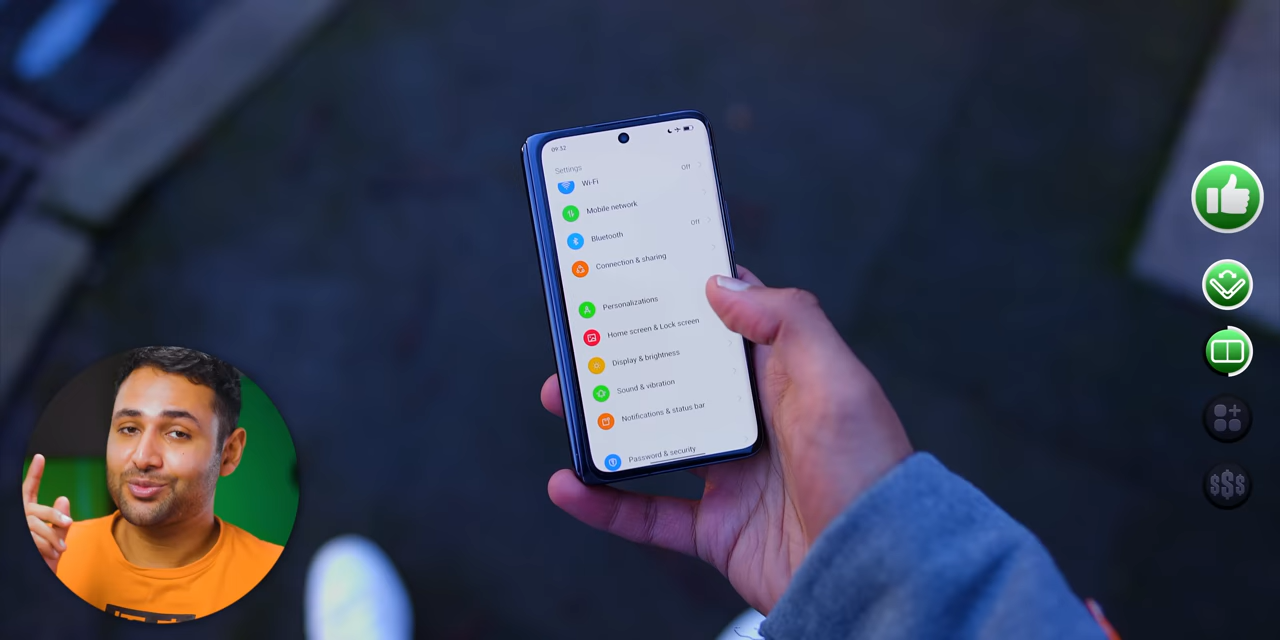 09:32
Settings
Wi-Fi
Off
Mobile network
Bluetooth
Off
Connection & sharing
Personalizations
Home screen & Lock screen
Display & brightness
Sound & vibration
Notifications & status bar
Password & security
$$$